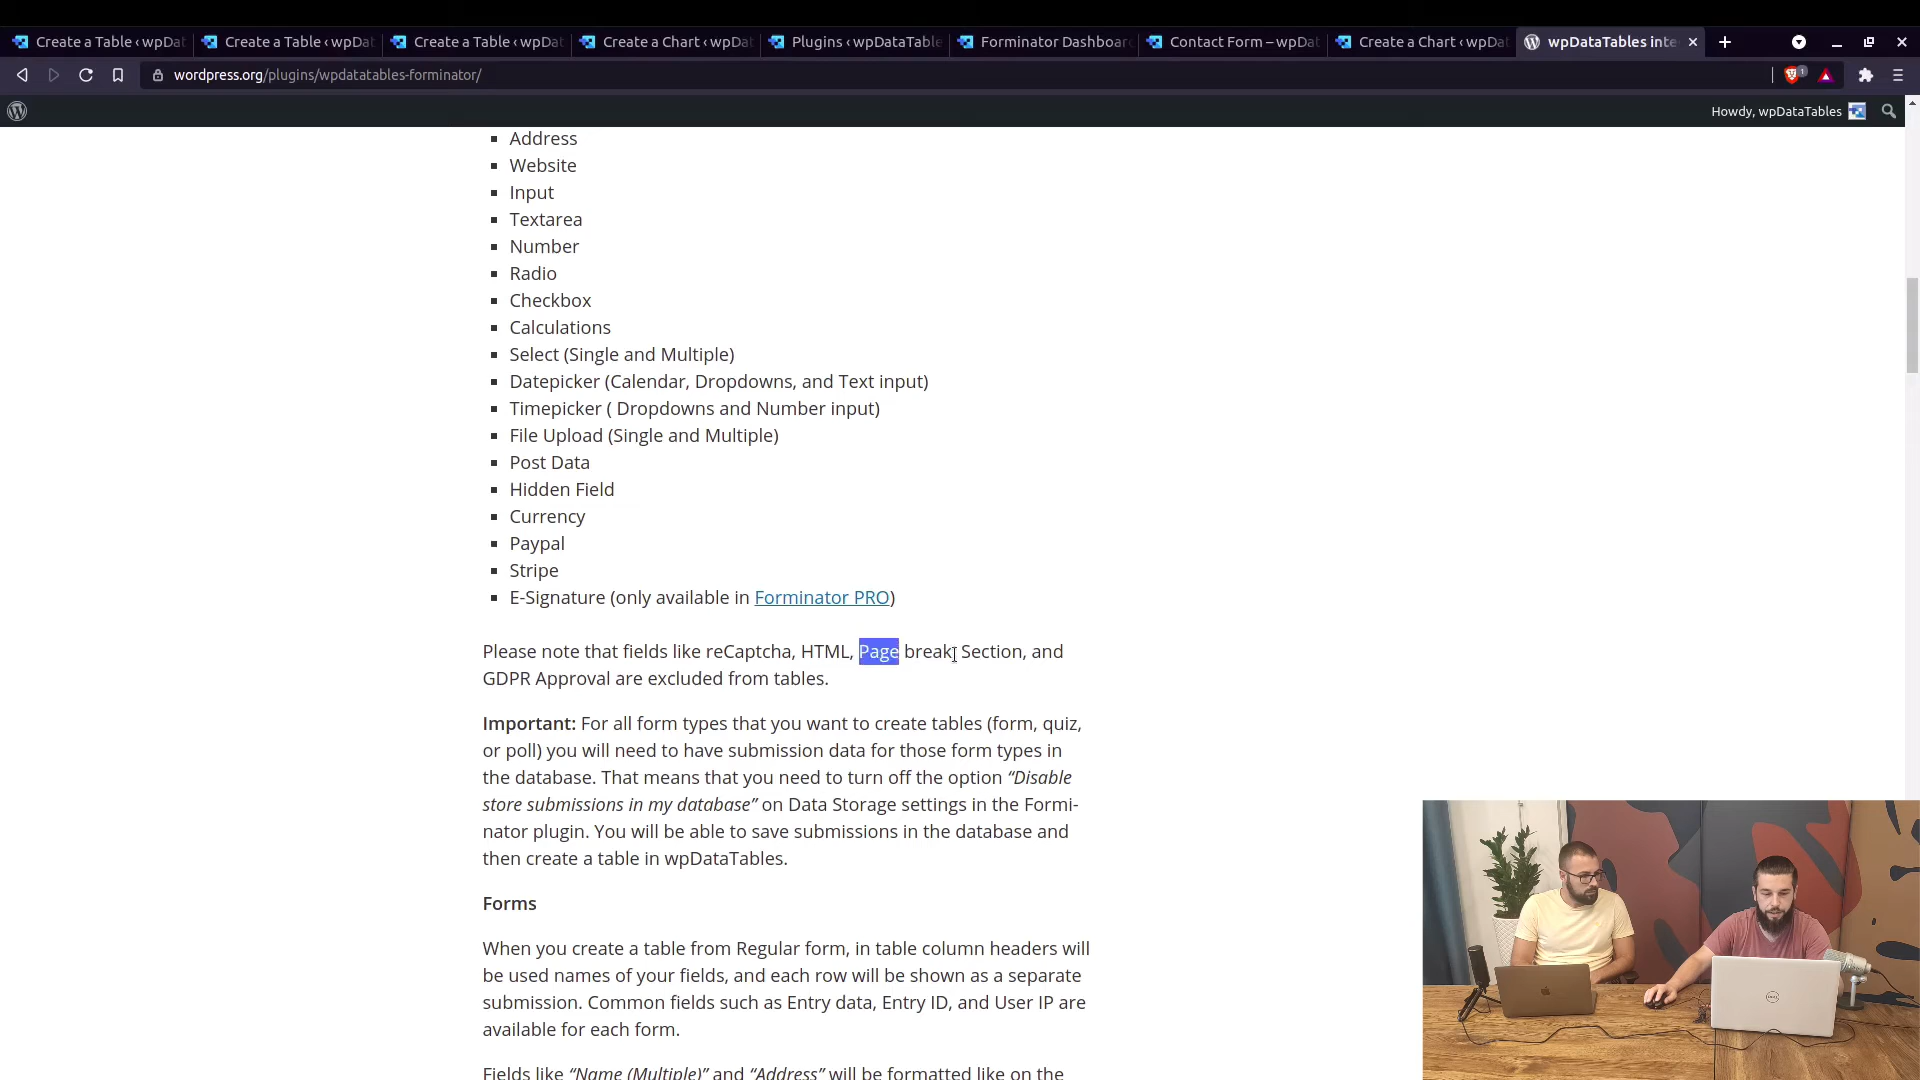 Create a Table ‹ wpDat
Create a Table ‹ wpDat
Create a Table ‹ wpDat
Create a Chart ‹ wpDat
Plugins ‹ wpDataTable
Forminator Dashboard
Contact Form – wpDat
Create a Chart ‹ wpDat
wpDataTables inte
wordpress.org/plugins/wpdatatables-forminator/
1
Howdy, wpDataTables
Address
Website
Input
Textarea
Number
Radio
Checkbox
Calculations
Select (Single and Multiple)
Datepicker (Calendar, Dropdowns, and Text input)
Timepicker ( Dropdowns and Number input)
File Upload (Single and Multiple)
Post Data
Hidden Field
Currency
Paypal
Stripe
E-Signature (only available in Forminator PRO)
Please note that fields like reCaptcha, HTML, Page break, Section, and
GDPR Approval are excluded from tables.
Important: For all form types that you want to create tables (form, quiz,
or poll) you will need to have submission data for those form types in
the database. That means that you need to turn off the option “Disable
store submissions in my database” on Data Storage settings in the Formi-
nator plugin. You will be able to save submissions in the database and
then create a table in wpDataTables.
Forms
When you create a table from Regular form, in table column headers will
be used names of your fields, and each row will be shown as a separate
submission. Common fields such as Entry data, Entry ID, and User IP are
available for each form.
Fields like “Name (Multiple)” and “Address” will be formatted like on the